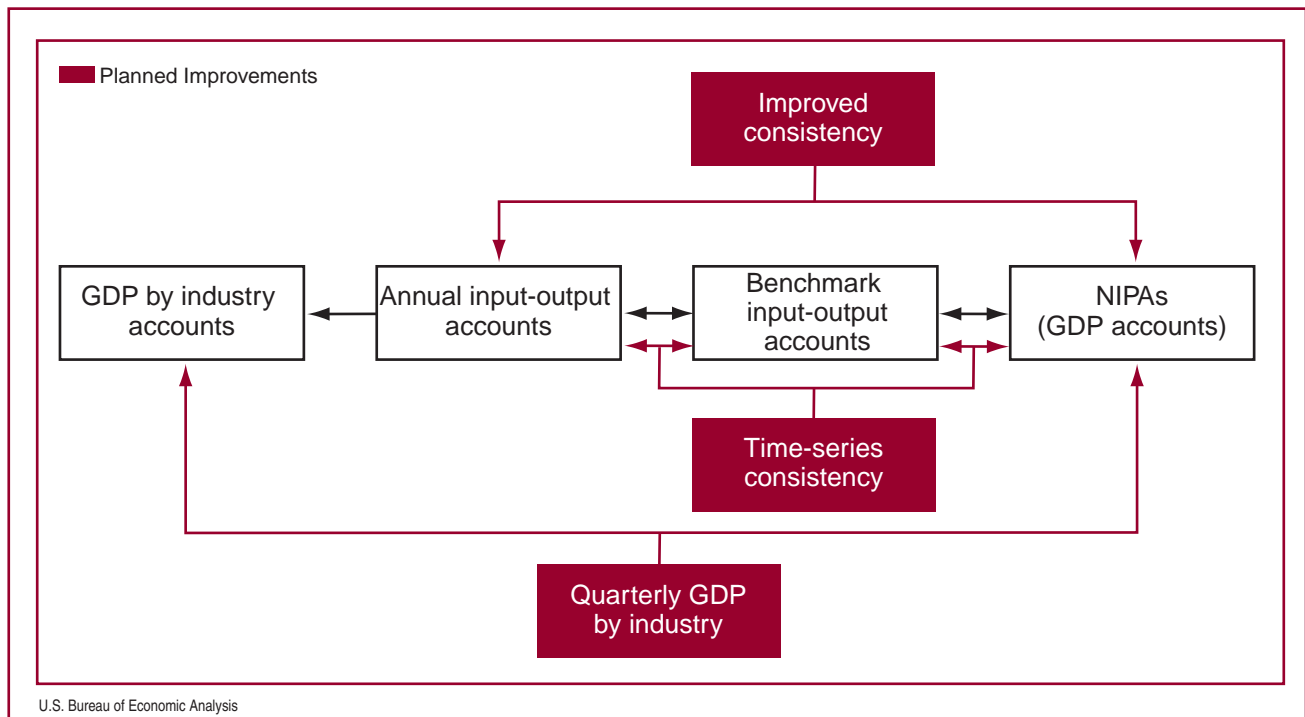 Planned Improvements
Improved
consistency
GDP by industry
accounts
Annual input-output
accounts
Benchmark
input-output
accounts
NIPAs
(GDP accounts)
Time-series
consistency
Quarterly GDP
by industry
U.S. Bureau of Economic Analysis